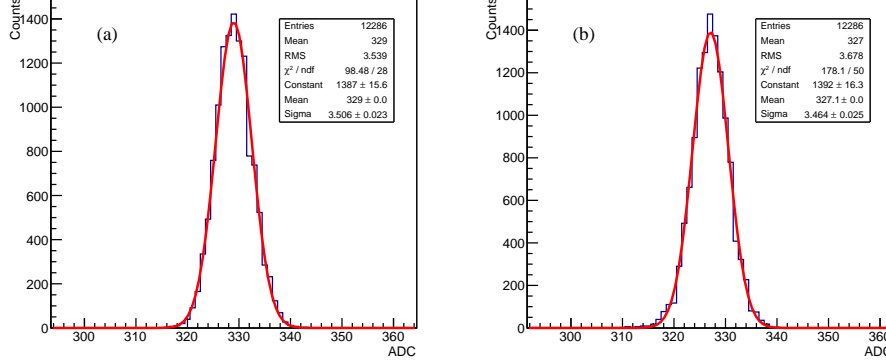 Counts
1400
1200
1000
800
600
400
200
0
(a)
Entries 12286
Mean 329
RMS 3.539
χ² / ndf 98.48 / 28
Constant 1387 ± 15.6
Mean 329 ± 0.0
Sigma 3.506 ± 0.023
300 310 320 330 340 350 360
ADC
Counts
1400
1200
1000
800
600
400
200
0
(b)
Entries 12286
Mean 327
RMS 3.678
χ² / ndf 178.1 / 50
Constant 1392 ± 16.3
Mean 327.1 ± 0.0
Sigma 3.464 ± 0.025
300 310 320 330 340 350 360
ADC